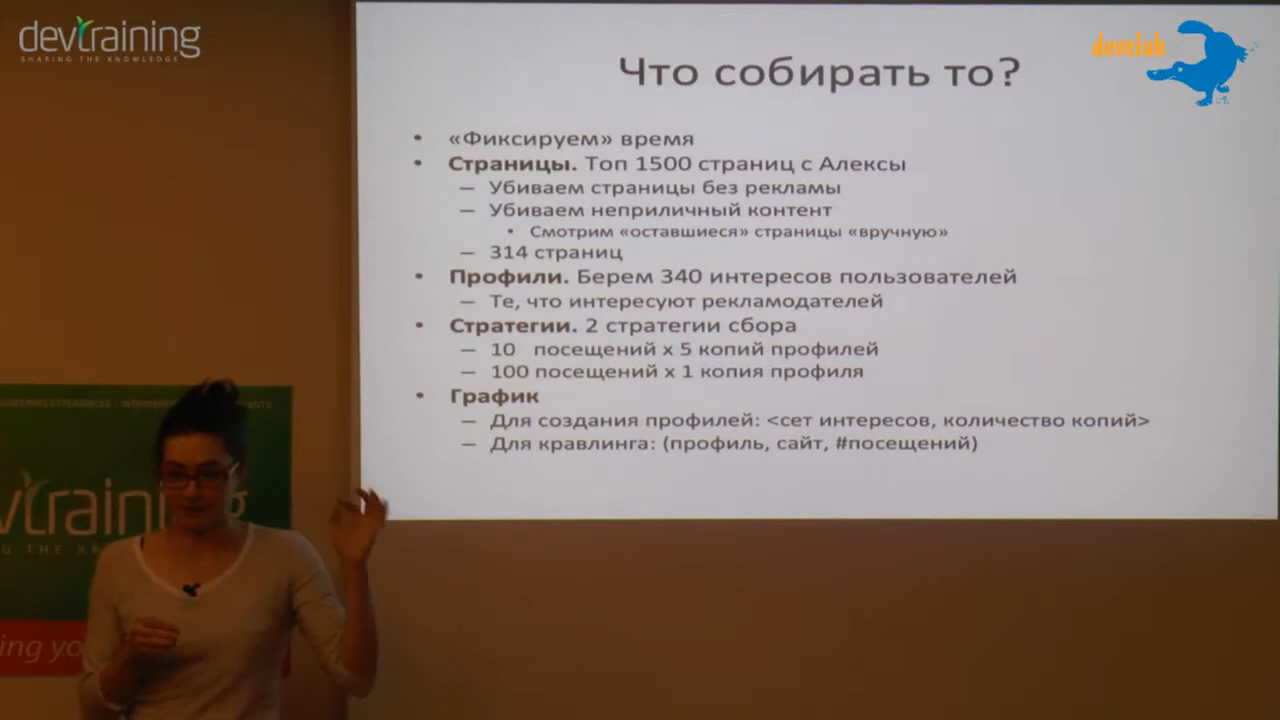 devtraining
SHARING THE KNOWLEDGE
devclub
Что собирать то?
• «Фиксируем» время
• Страницы. Топ 1500 страниц с Алексы
– Убиваем страницы без рекламы
– Убиваем неприличный контент
• Смотрим «оставшиеся» страницы «вручную»
– 314 страниц
• Профили. Берем 340 интересов пользователей
– Те, что интересуют рекламодателей
• Стратегии. 2 стратегии сбора
– 10 посещений x 5 копий профилей
– 100 посещений x 1 копия профиля
• График
– Для создания профилей: <сет интересов, количество копий>
– Для кравлинга: (профиль, сайт, #посещений)